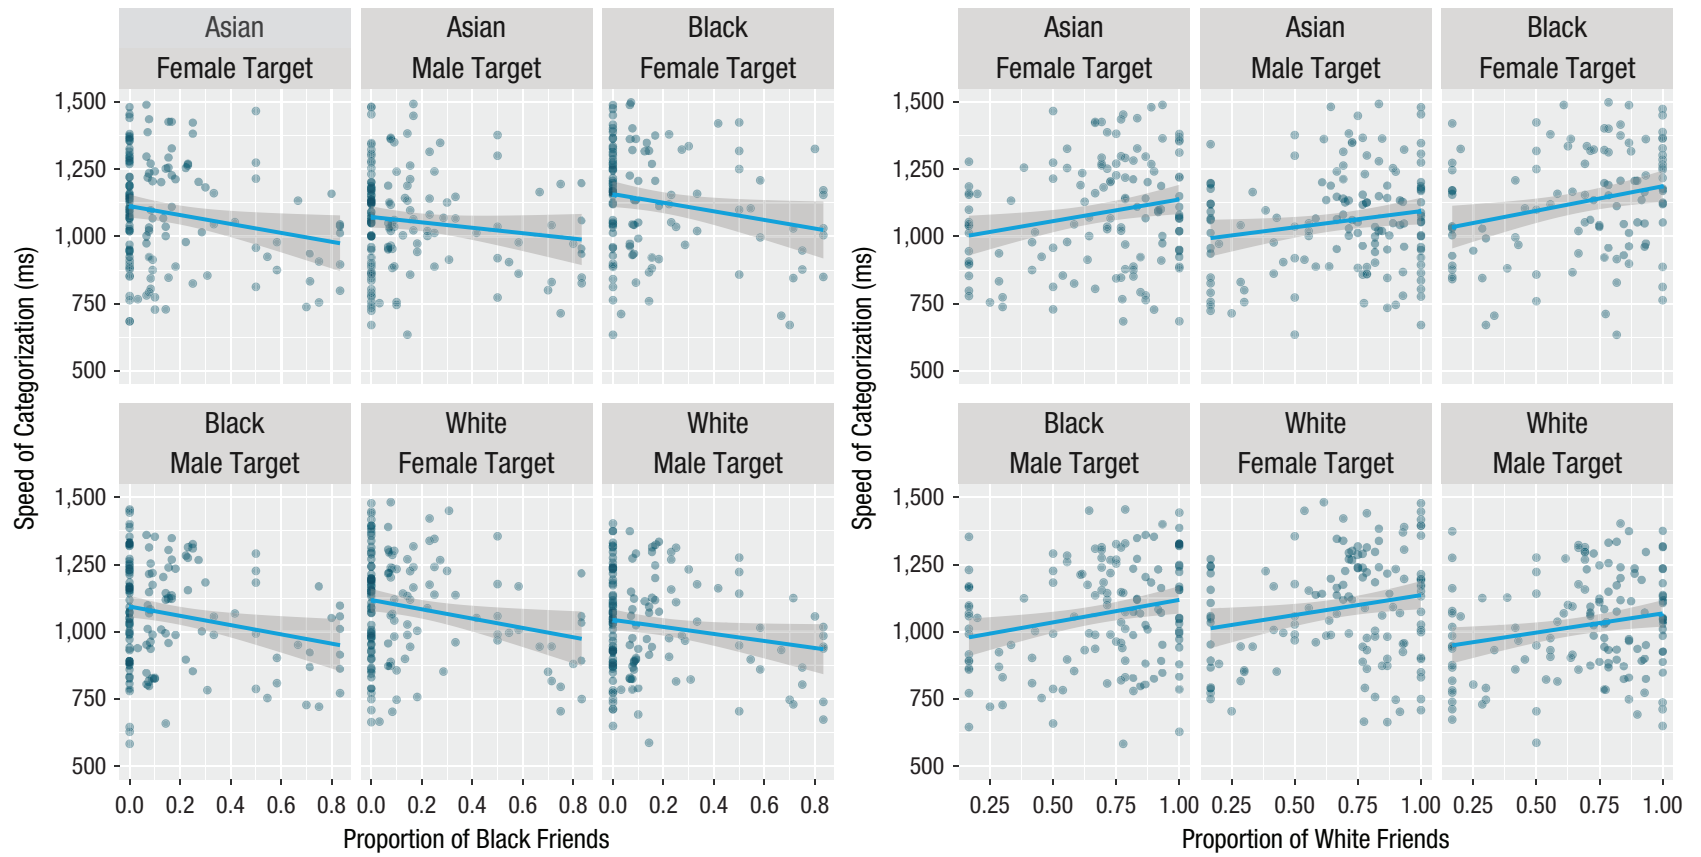 Asian
Female Target
Asian
Male Target
Black
Female Target
1,500
1,250
1,000
750
500
Black
Male Target
White
Female Target
White
Male Target
1,500
1,250
1,000
750
500
0.0 0.2 0.4 0.6 0.8
0.0 0.2 0.4 0.6 0.8
0.0 0.2 0.4 0.6 0.8
Speed of Categorization (ms)
Proportion of Black Friends
Asian
Female Target
Asian
Male Target
Black
Female Target
1,500
1,250
1,000
750
500
Black
Male Target
White
Female Target
White
Male Target
1,500
1,250
1,000
750
500
0.25 0.50 0.75 1.00
0.25 0.50 0.75 1.00
0.25 0.50 0.75 1.00
Speed of Categorization (ms)
Proportion of White Friends